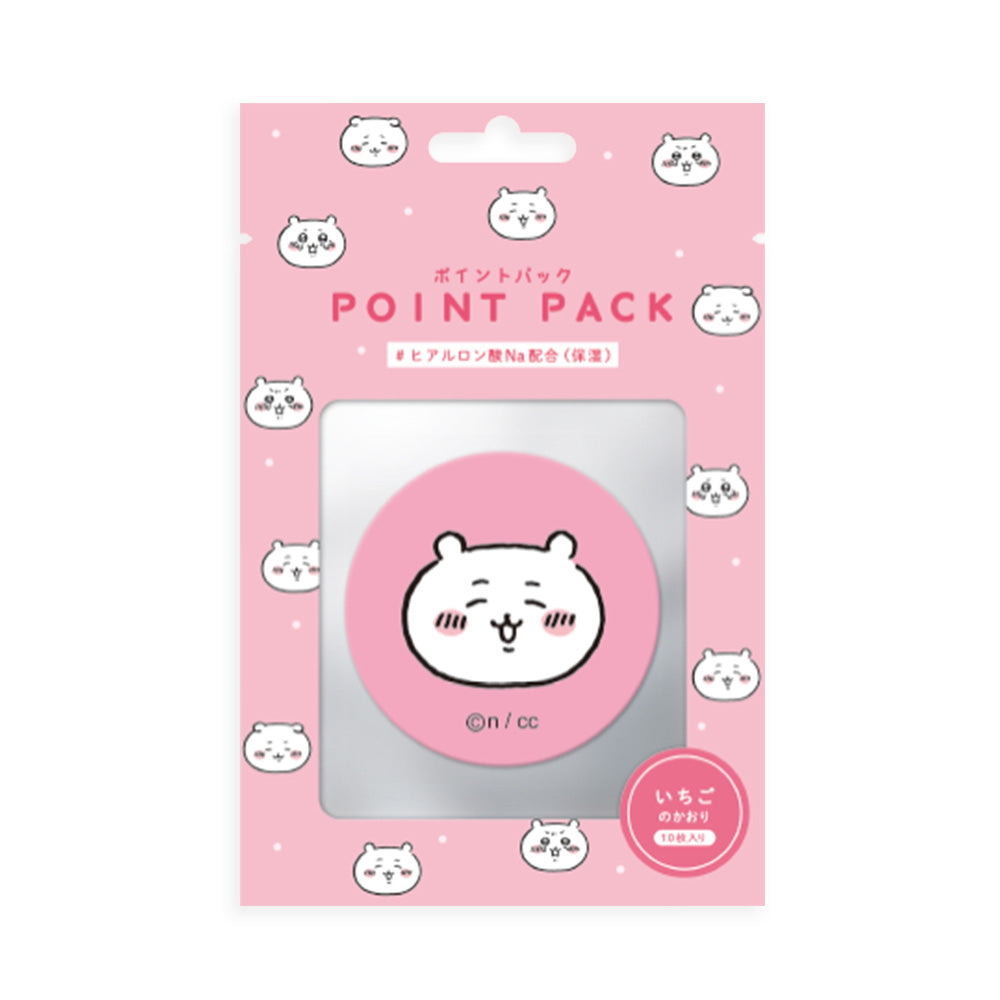 ポイントパック
POINT PACK
#ヒアルロン酸Na配合(保湿)
©n / cc
いちご
のかおり
10枚入り